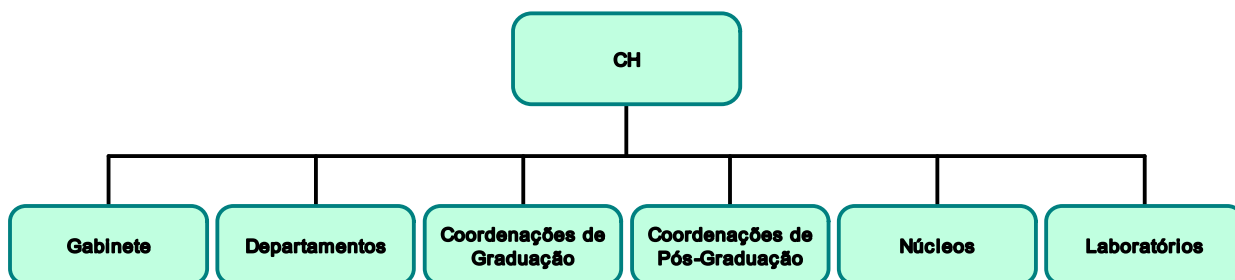 CH
Gabinete
Departamentos
Coordenações de
Graduação
Coordenações de
Pós-Graduação
Núcleos
Laboratórios